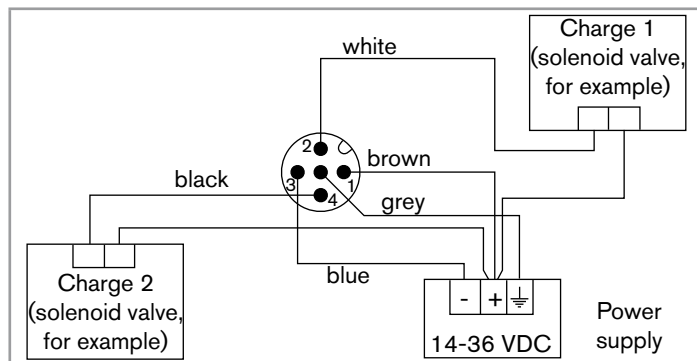 Charge 1
(solenoid valve,
for example)
white
2
brown
3
1
black
4
grey
blue
Charge 2
(solenoid valve,
for example)
- +
14-36 VDC
Power
supply